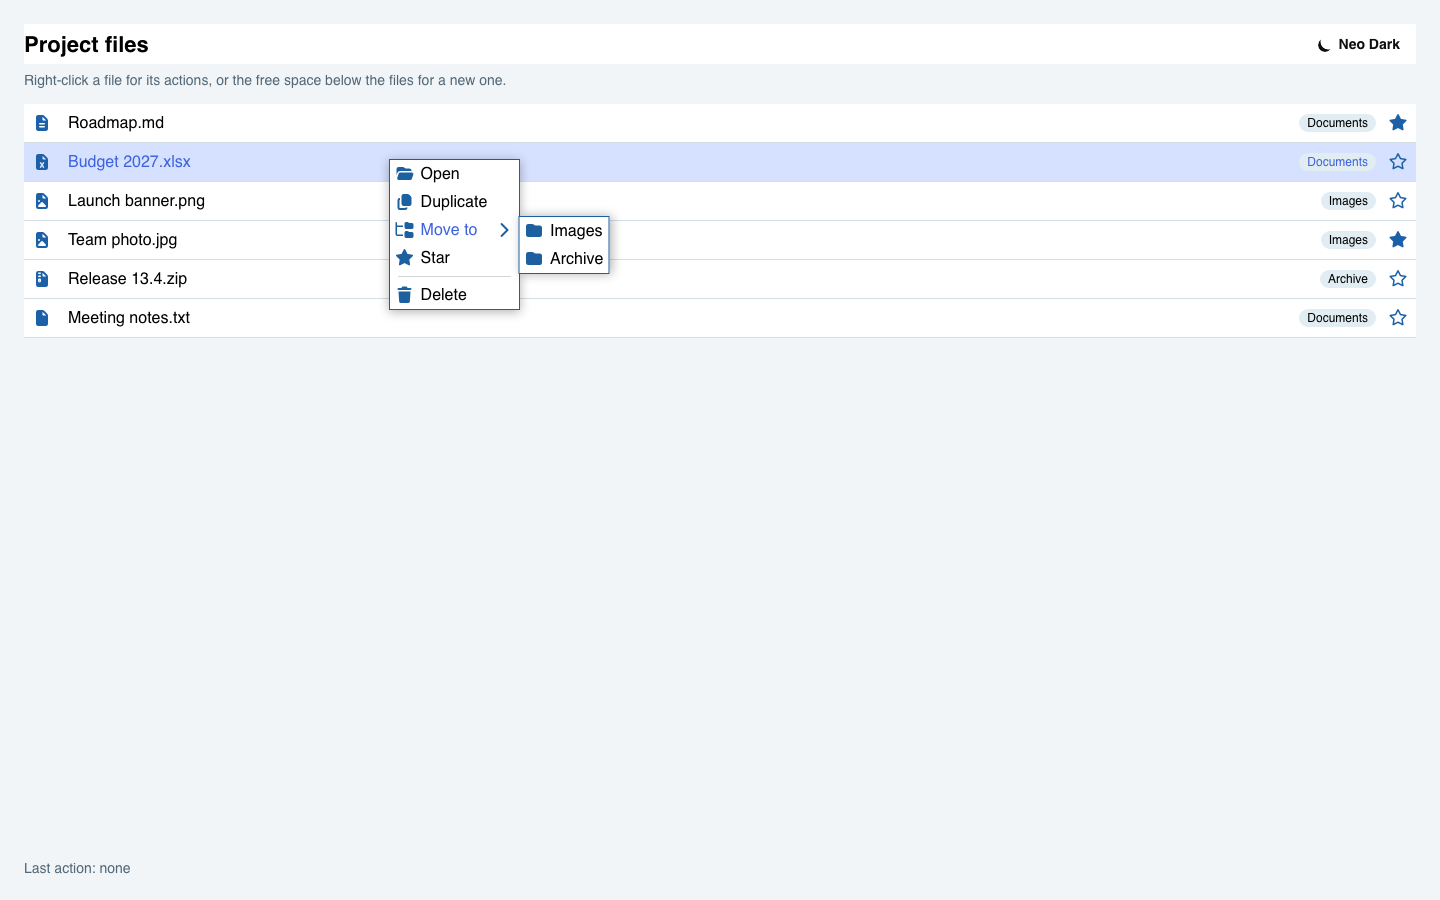 Project files
Neo Dark
Right-click a file for its actions, or the free space below the files for a new one.
Roadmap.md Documents
Budget 2027.xlsx Documents
Launch banner.png Images
Team photo.jpg Images
Release 13.4.zip Archive
Meeting notes.txt Documents
Open
Duplicate
Move to
Star
Delete
Images
Archive
Last action: none